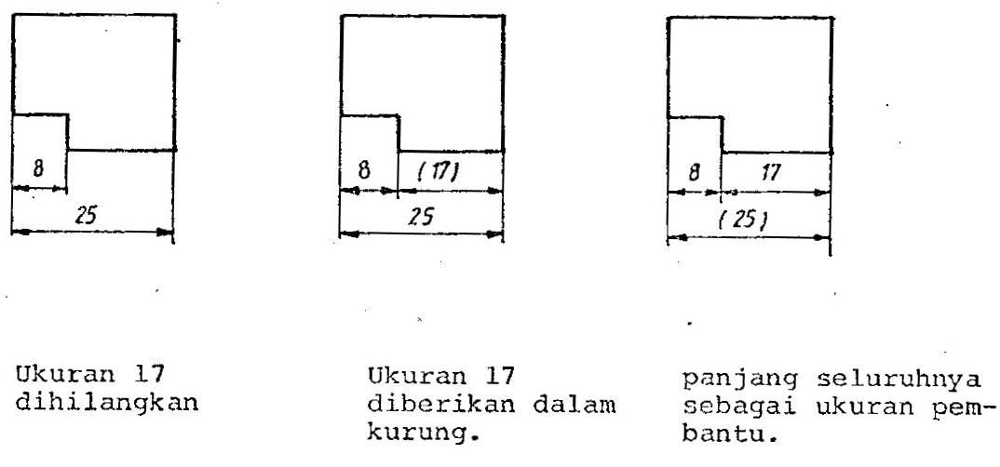 8
25
8 (17)
25
8 17
(25)
Ukuran 17
dihilangkan
Ukuran 17
diberikan dalam
kurung.
panjang seluruhnya
sebagai ukuran pem-
bantu.